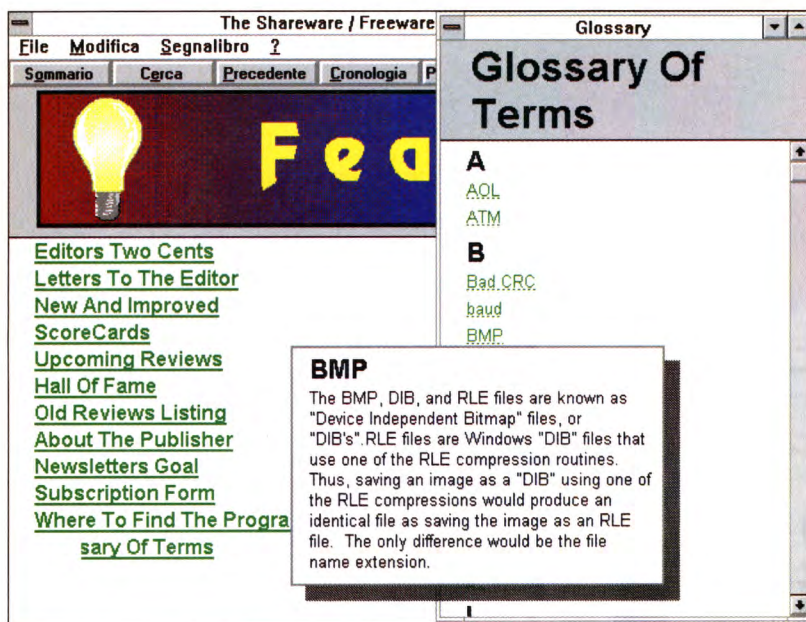 The Shareware / Freeware
File Modifica Segnalibro ?
Sommario Cerca Precedente Cronologia P
Fea
Editors Two Cents
Letters To The Editor
New And Improved
ScoreCards
Upcoming Reviews
Hall Of Fame
Old Reviews Listing
About The Publisher
Newsletters Goal
Subscription Form
Where To Find The Progra
sary Of Terms
Glossary
Glossary Of
Terms
A
AOL
ATM
B
Bad CRC
baud
BMP
BMP
The BMP, DIB, and RLE files are known as
"Device Independent Bitmap" files, or
"DIB's".RLE files are Windows "DIB" files that
use one of the RLE compression routines.
Thus, saving an image as a "DIB" using one of
the RLE compressions would produce an
identical file as saving the image as an RLE
file. The only difference would be the file
name extension.